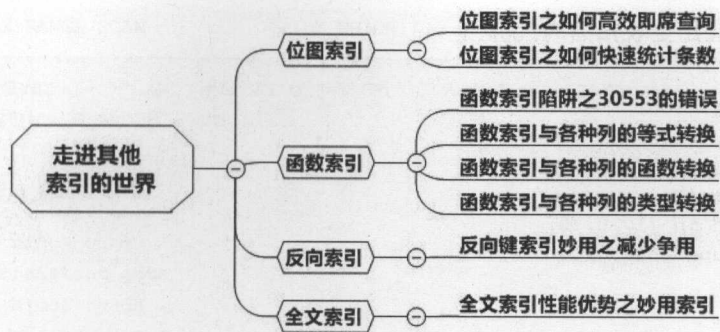 走进其他
索引的世界
位图索引
位图索引之如何高效即席查询
位图索引之如何快速统计条数
函数索引
函数索引陷阱之30553的错误
函数索引与各种列的等式转换
函数索引与各种列的函数转换
函数索引与各种列的类型转换
反向索引
反向键索引妙用之减少争用
全文索引
全文索引性能优势之妙用索引